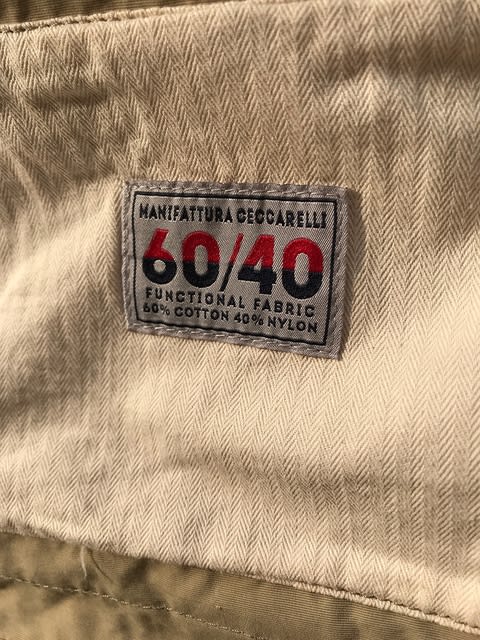 MANIFATTURA CECCARELLI
60/40
FUNCTIONAL FABRIC
60% COTTON 40% NYLON